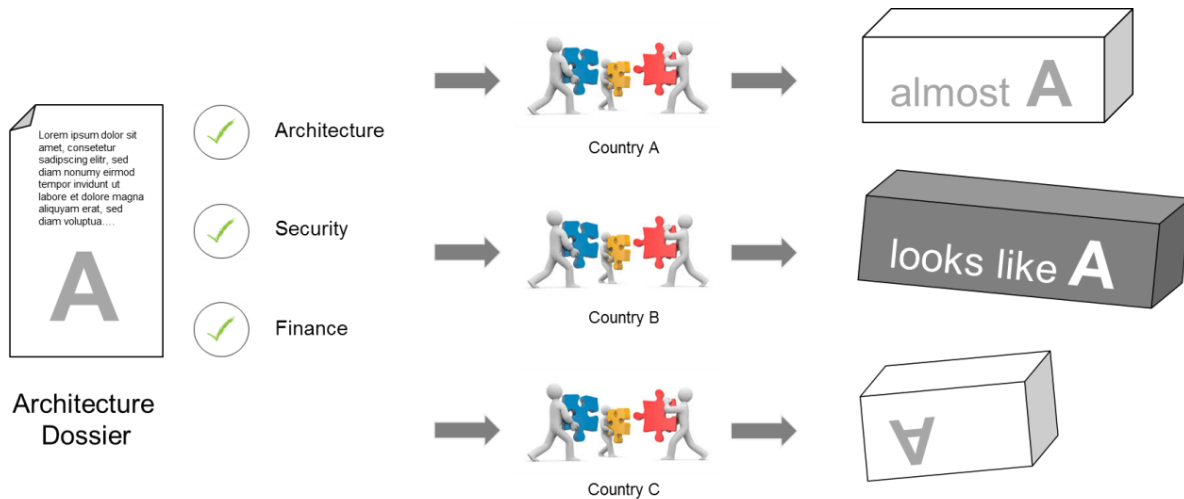 Lorem ipsum dolor sit
amet, consetetur
sadipscing elitr, sed
diam nonumy eirmod
tempor invidunt ut
labore et dolore magna
aliquyam erat, sed
diam voluptua....
A
Architecture
Dossier
Architecture
Security
Finance
Country A
Country B
Country C
almost A
looks like A
A